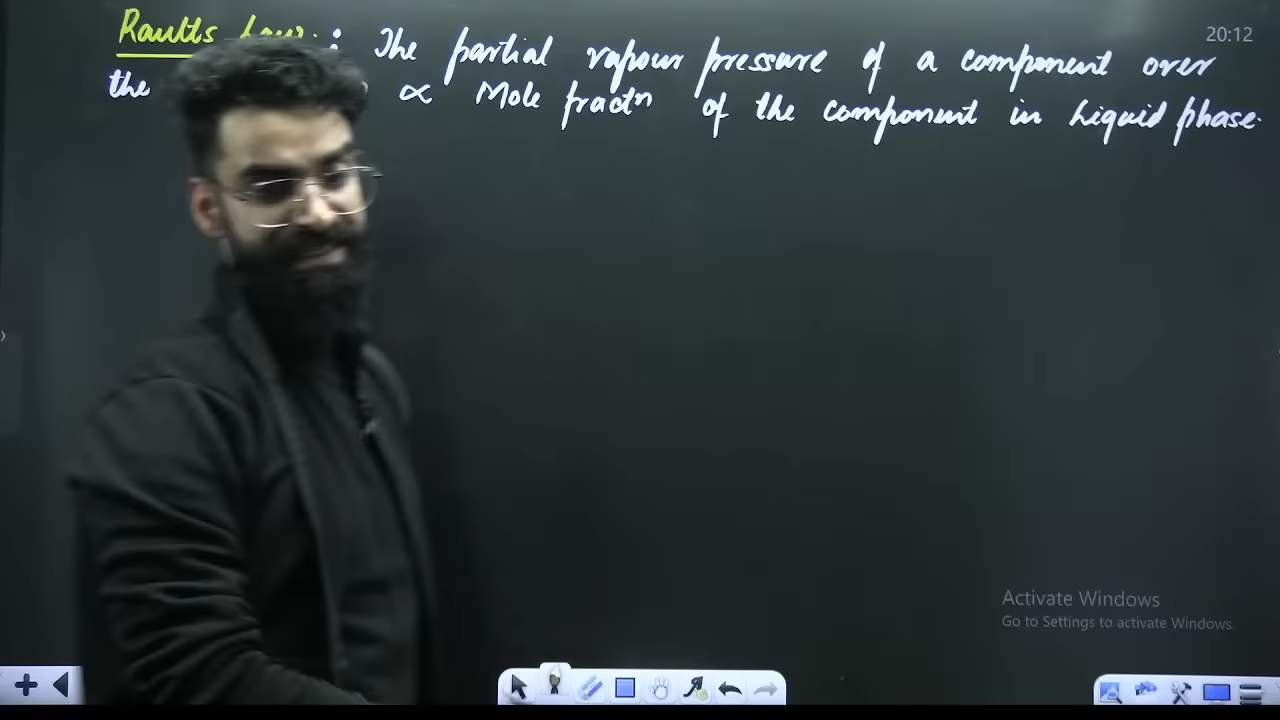 Raults : The partial vapour pressure of a component over
20:12
the ∝ Mole fractⁿ of the component in Liquid phase.
Activate Windows
Go to Settings to activate Windows.